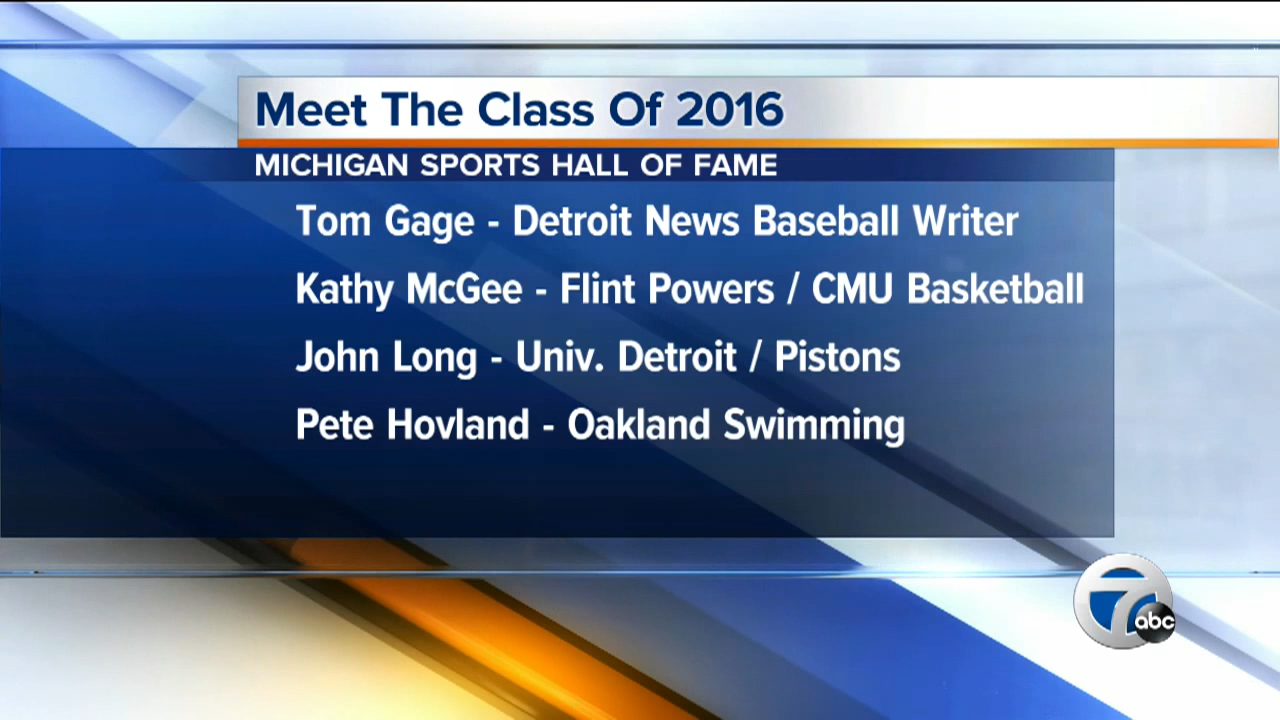 Meet The Class Of 2016
MICHIGAN SPORTS HALL OF FAME
Tom Gage - Detroit News Baseball Writer
Kathy McGee - Flint Powers / CMU Basketball
John Long - Univ. Detroit / Pistons
Pete Hovland - Oakland Swimming
7
abc